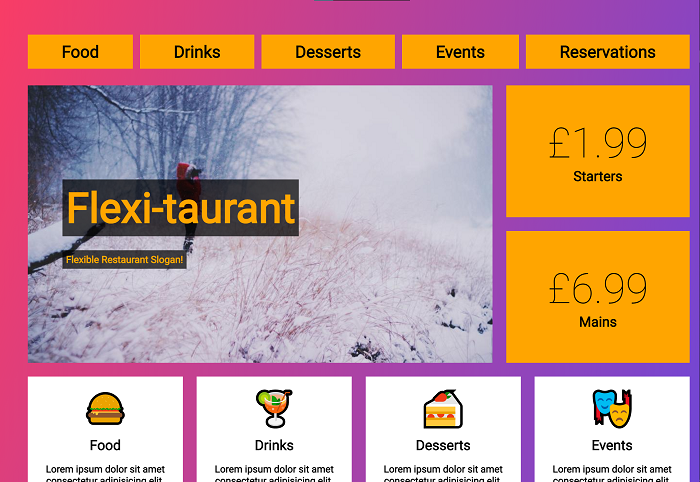 Food Drinks Desserts Events Reservations
Flexi-taurant
Flexible Restaurant Slogan!
£1.99
Starters
£6.99
Mains
Food
Lorem ipsum dolor sit amet
consectetur adipisicing elit
Drinks
Lorem ipsum dolor sit amet
consectetur adipisicing elit
Desserts
Lorem ipsum dolor sit amet
consectetur adipisicing elit
Events
Lorem ipsum dolor sit amet
consectetur adipisicing elit